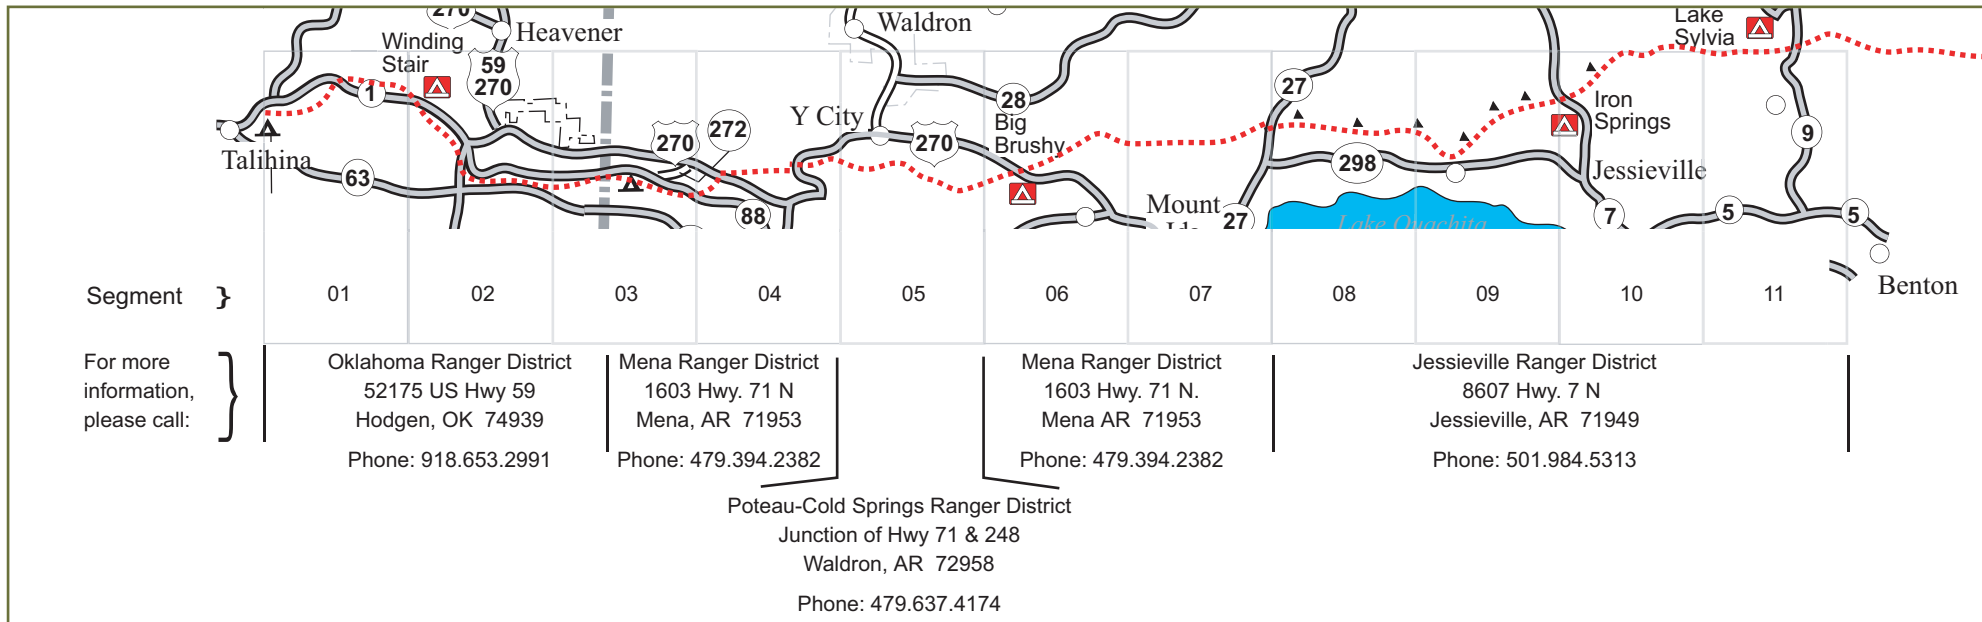 270
Heavener
Waldron
Lake
Sylvia
Winding
Stair
59
270
1
28
27
Big
Brushy
Y City
270
272
270
Iron
Springs
9
Talihina
63
298
Jessieville
88
Mount
27
Lake Ouachita
7
5
5
Benton
Segment }
01
02
03
04
05
06
07
08
09
10
11
For more
information,
please call:
Oklahoma Ranger District
52175 US Hwy 59
Hodgen, OK 74939
Phone: 918.653.2991
Mena Ranger District
1603 Hwy. 71 N
Mena, AR 71953
Phone: 479.394.2382
Poteau-Cold Springs Ranger District
Junction of Hwy 71 & 248
Waldron, AR 72958
Phone: 479.637.4174
Mena Ranger District
1603 Hwy. 71 N.
Mena AR 71953
Phone: 479.394.2382
Jessieville Ranger District
8607 Hwy. 7 N
Jessieville, AR 71949
Phone: 501.984.5313